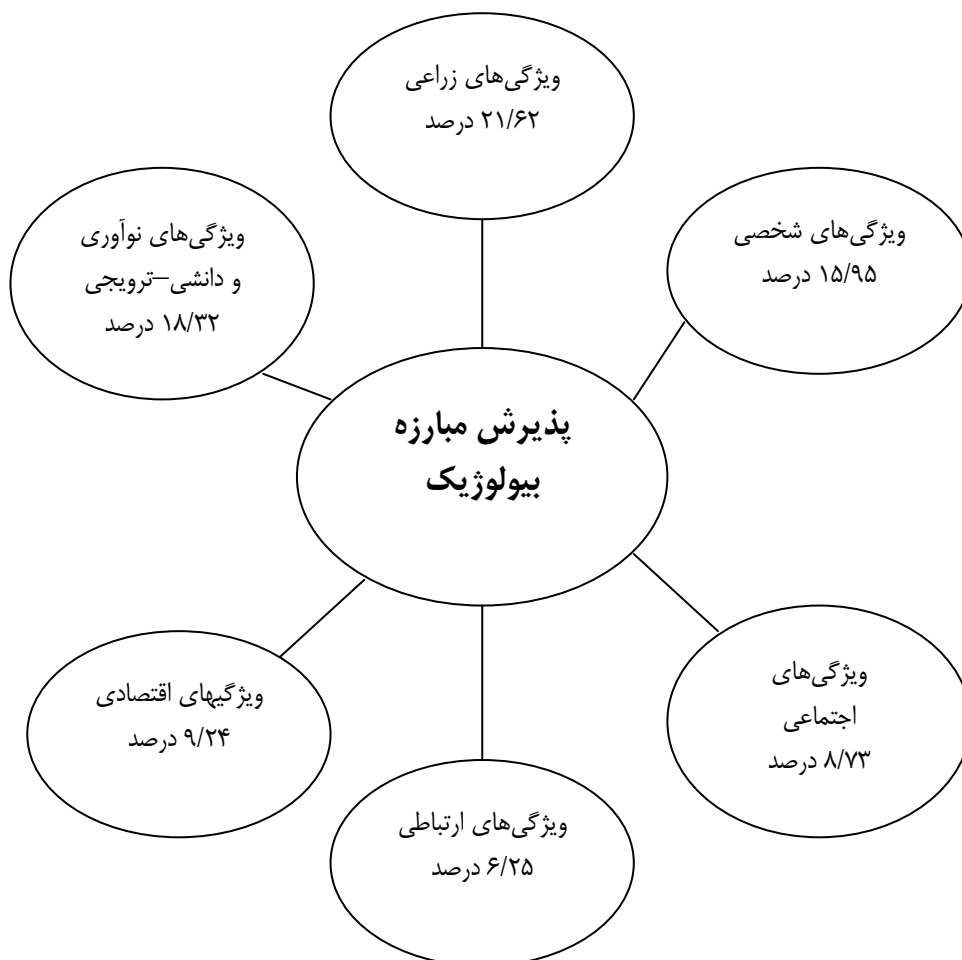 ویژگی‌های زراعی
۲۱/۶۲ درصد
ویژگی‌های شخصی
۱۵/۹۵ درصد
ویژگی‌های نوآوری
و دانشی–ترویجی
۱۸/۳۲ درصد
پذیرش مبارزه
بیولوژیک
ویژگی‌های
اجتماعی
۸/۷۳ درصد
ویژگیهای اقتصادی
۹/۲۴ درصد
ویژگی‌های ارتباطی
۶/۲۵ درصد